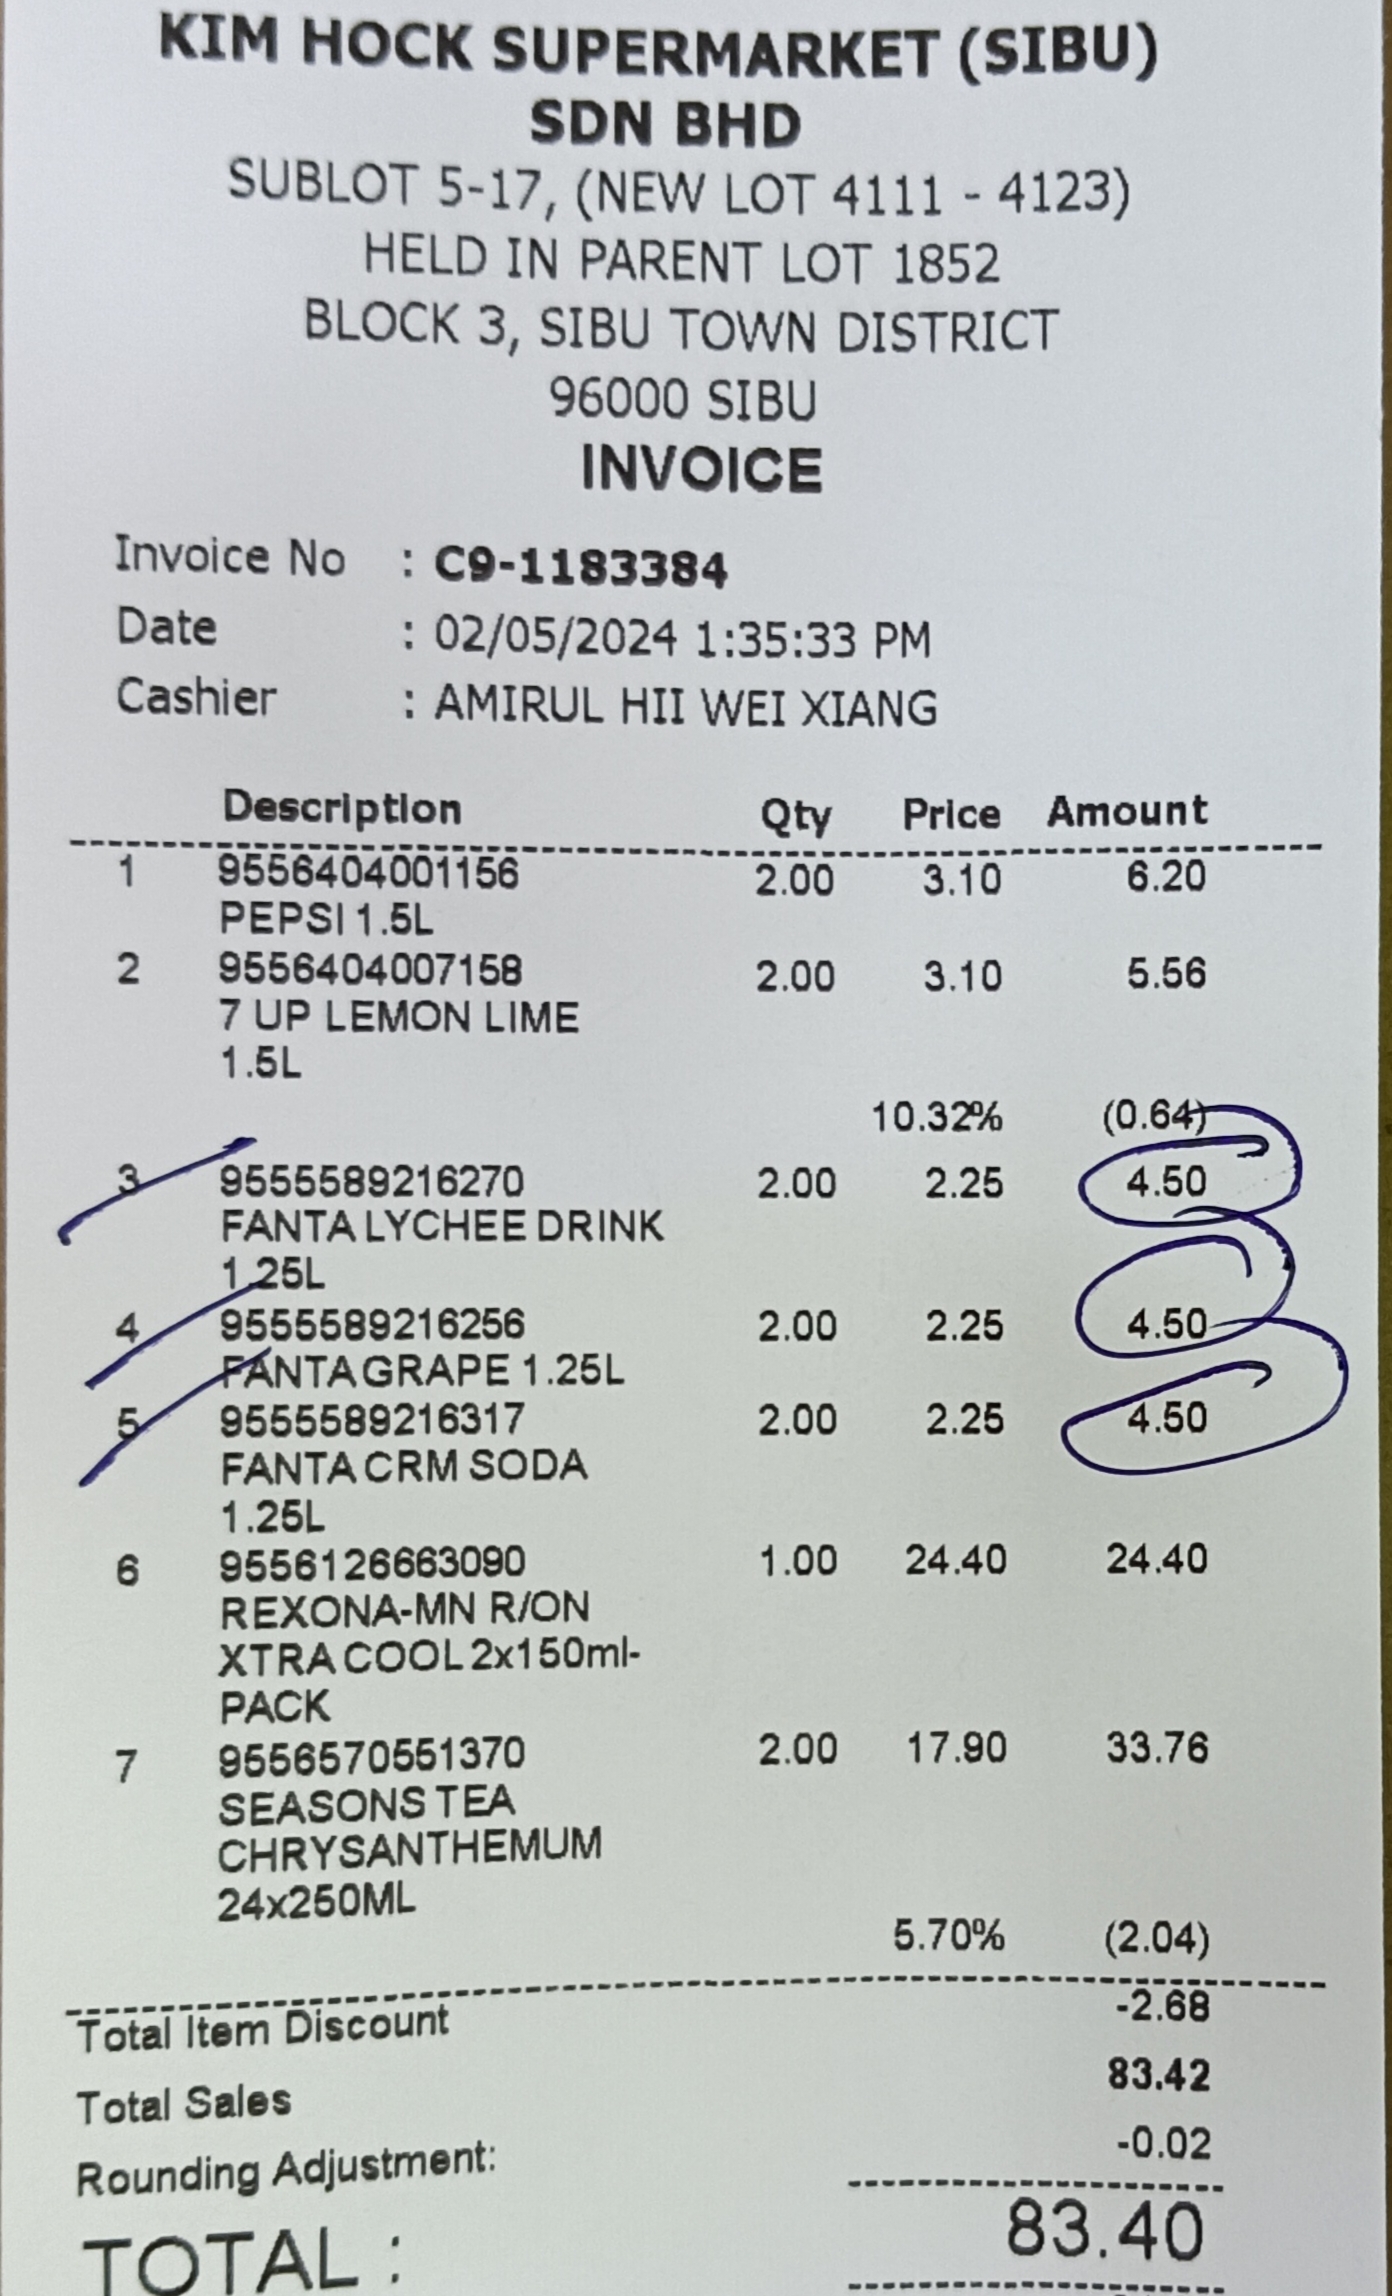 KIM HOCK SUPERMARKET (SIBU)
SDN BHD
SUBLOT 5-17, (NEW LOT 4111 - 4123)
HELD IN PARENT LOT 1852
BLOCK 3, SIBU TOWN DISTRICT
96000 SIBU
INVOICE
Invoice No : C9-1183384
Date : 02/05/2024 1:35:33 PM
Cashier : AMIRUL HII WEI XIANG
Description Qty Price Amount
1 9556404001156 2.00 3.10 6.20
PEPSI 1.5L
2 9556404007158 2.00 3.10 5.56
7 UP LEMON LIME
1.5L
10.32% (0.64)
3 9555589216270 2.00 2.25 4.50
FANTA LYCHEE DRINK
1.25L
4 9555589216256 2.00 2.25 4.50
FANTA GRAPE 1.25L
5 9555589216317 2.00 2.25 4.50
FANTA CRM SODA
1.25L
6 9556126663090 1.00 24.40 24.40
REXONA-MN R/ON
XTRA COOL 2x150ml-
PACK
7 9556570551370 2.00 17.90 33.76
SEASONS TEA
CHRYSANTHEMUM
24x250ML
5.70% (2.04)
Total Item Discount -2.68
Total Sales 83.42
Rounding Adjustment: -0.02
TOTAL : 83.40